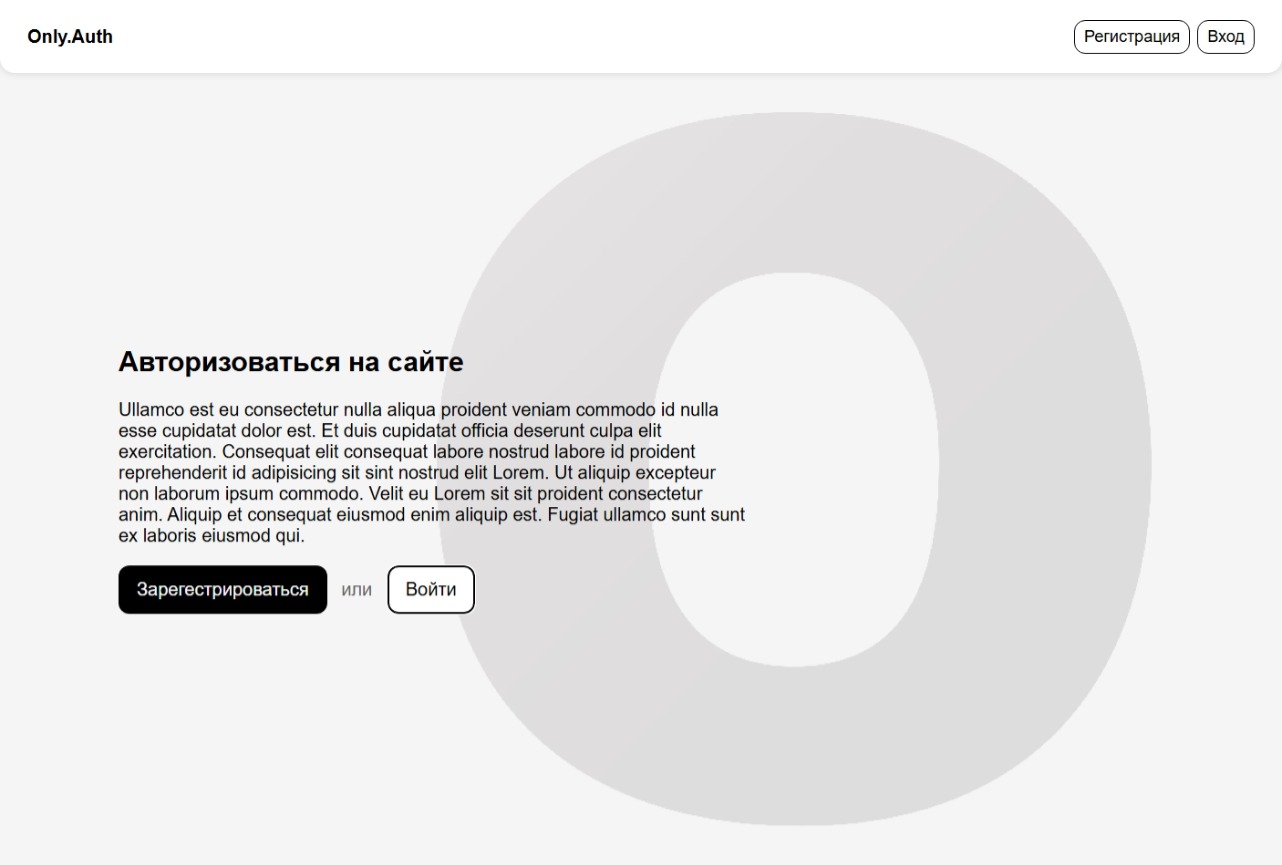 Only.Auth
Регистрация
Вход
Авторизоваться на сайте
Ullamco est eu consectetur nulla aliqua proident veniam commodo id nulla
esse cupidatat dolor est. Et duis cupidatat officia deserunt culpa elit
exercitation. Consequat elit consequat labore nostrud labore id proident
reprehenderit id adipisicing sit sint nostrud elit Lorem. Ut aliquip excepteur
non laborum ipsum commodo. Velit eu Lorem sit sit proident consectetur
anim. Aliquip et consequat eiusmod enim aliquip est. Fugiat ullamco sunt sunt
ex laboris eiusmod qui.
Зарегестрироваться
или
Войти
O